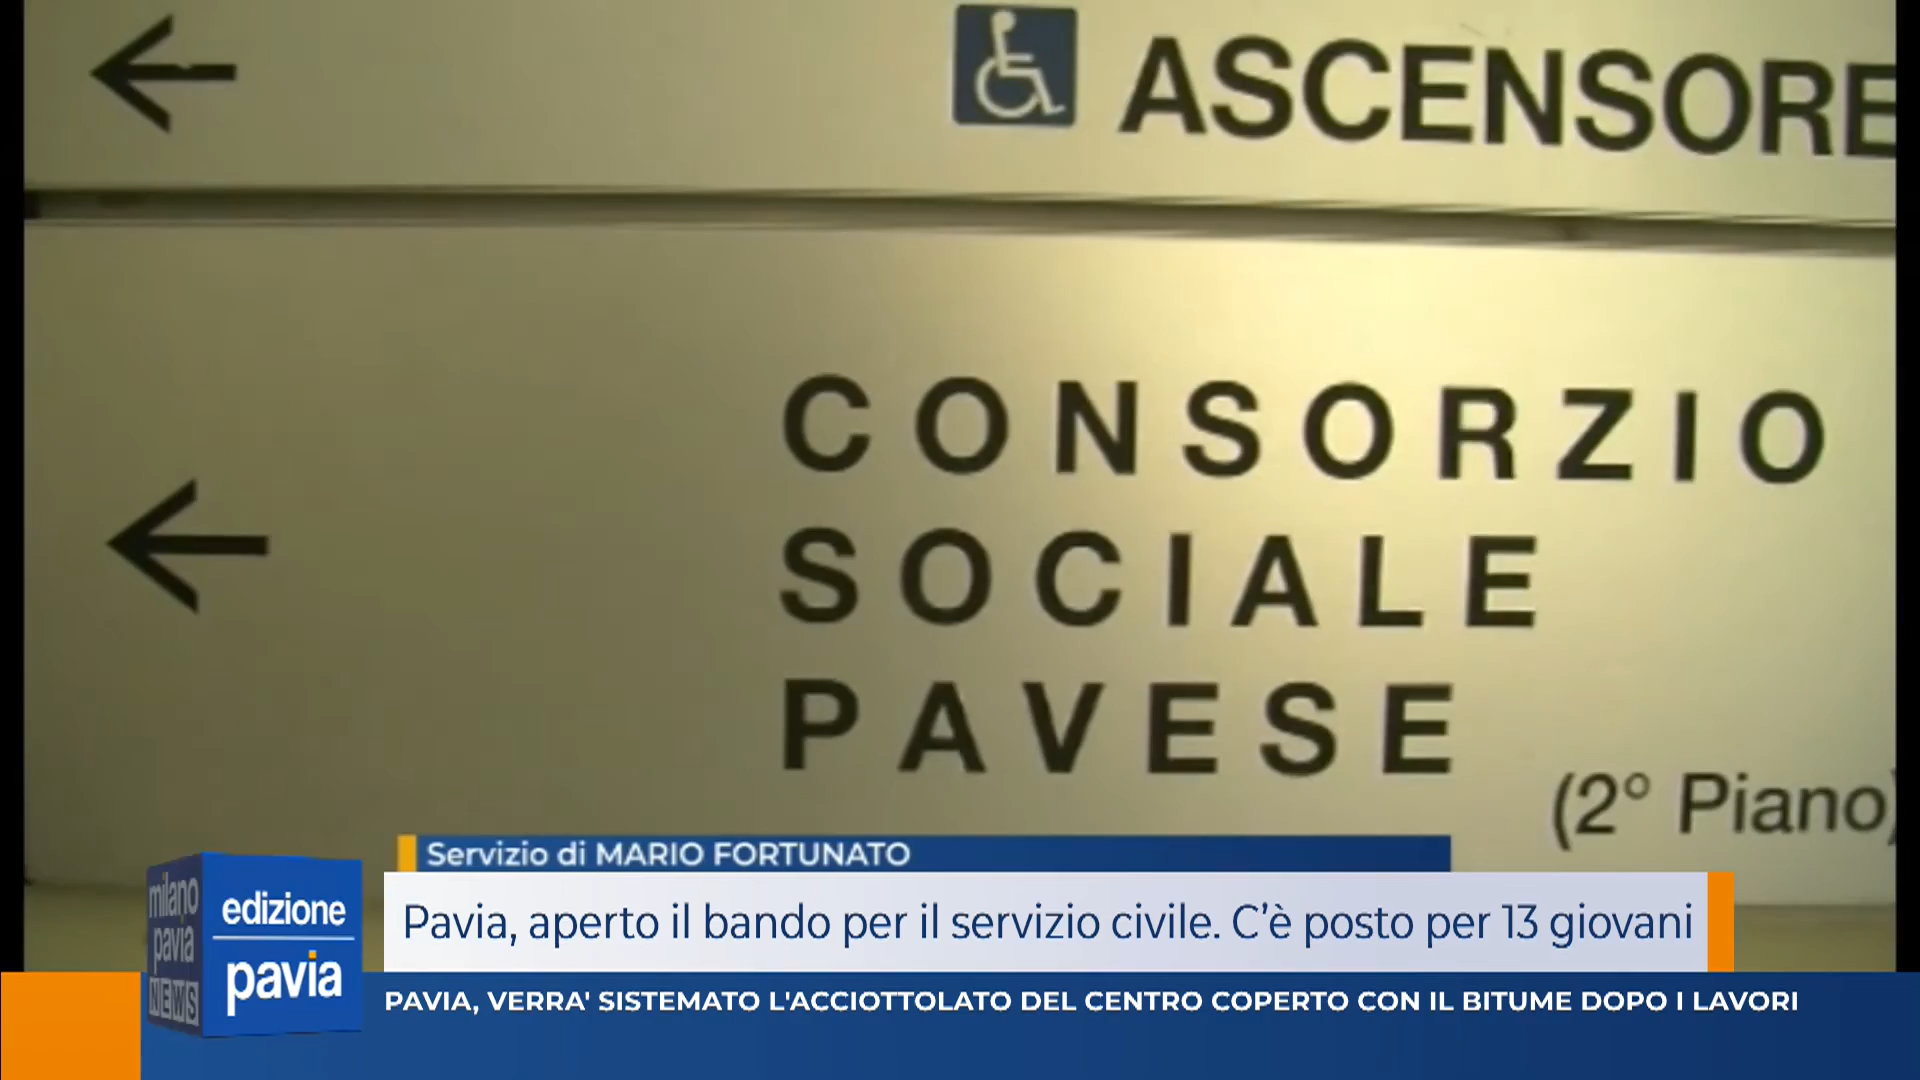 ASCENSORE
CONSORZIO
SOCIALE
PAVESE
(2° Piano)
Servizio di MARIO FORTUNATO
Pavia, aperto il bando per il servizio civile. C’è posto per 13 giovani
milano
pavia
NEWS
edizione
pavia
PAVIA, VERRA' SISTEMATO L'ACCIOTTOLATO DEL CENTRO COPERTO CON IL BITUME DOPO I LAVORI